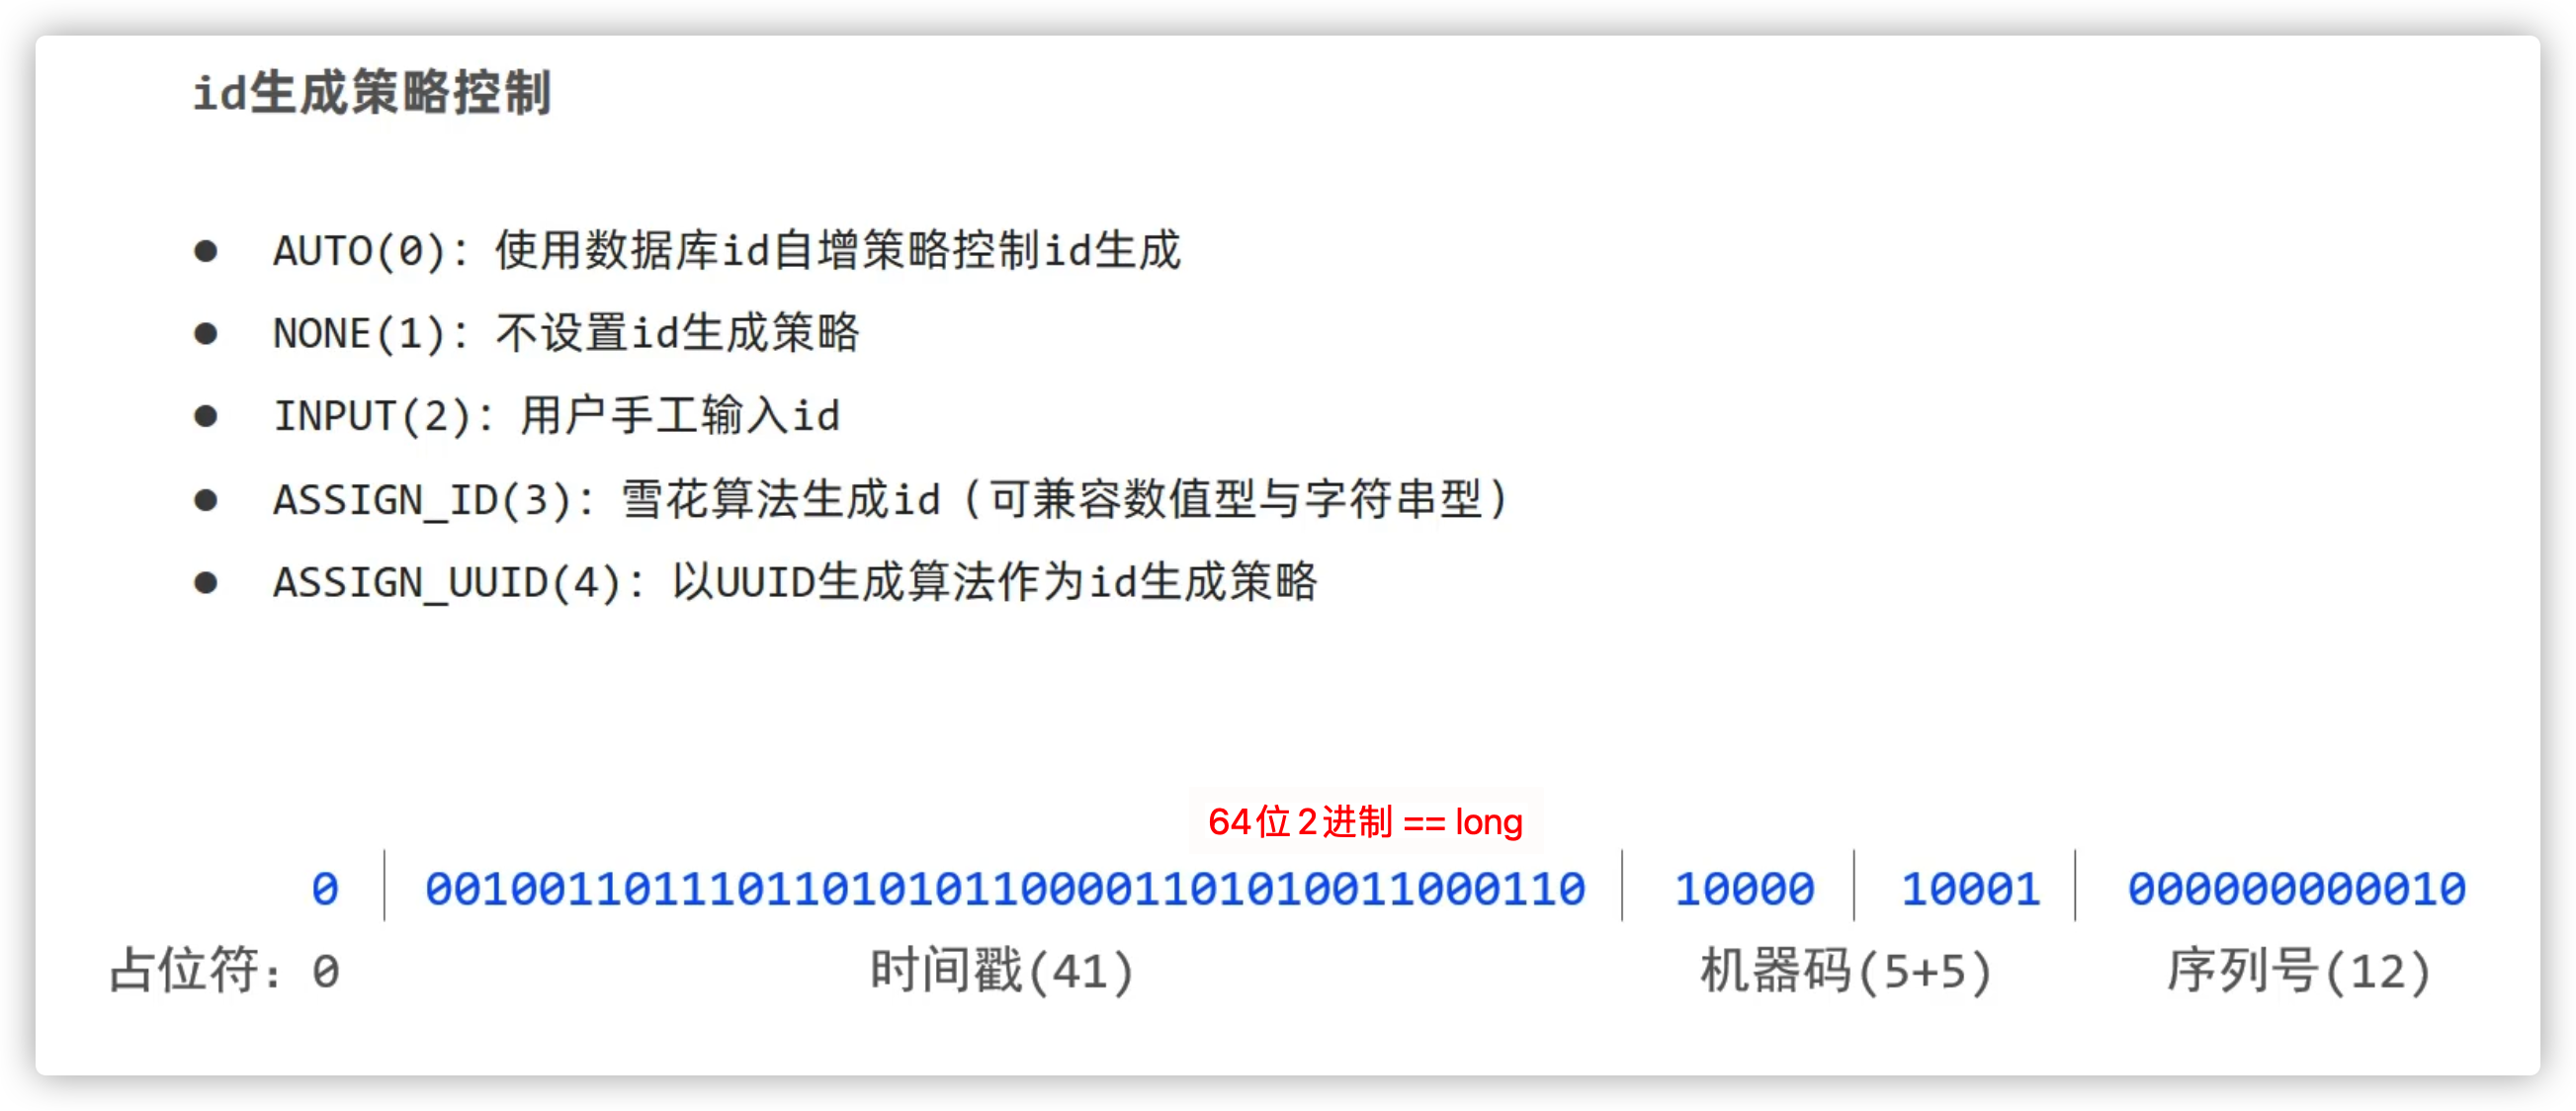 id生成策略控制
● AUTO(0)：使用数据库id自增策略控制id生成
● NONE(1)：不设置id生成策略
● INPUT(2)：用户手工输入id
● ASSIGN_ID(3)：雪花算法生成id（可兼容数值型与字符串型）
● ASSIGN_UUID(4)：以UUID生成算法作为id生成策略
64位2进制 == long
0 | 00100110111011010101100001101010011000110 | 10000 | 10001 | 000000000010
占位符：0 时间戳(41) 机器码(5+5) 序列号(12)